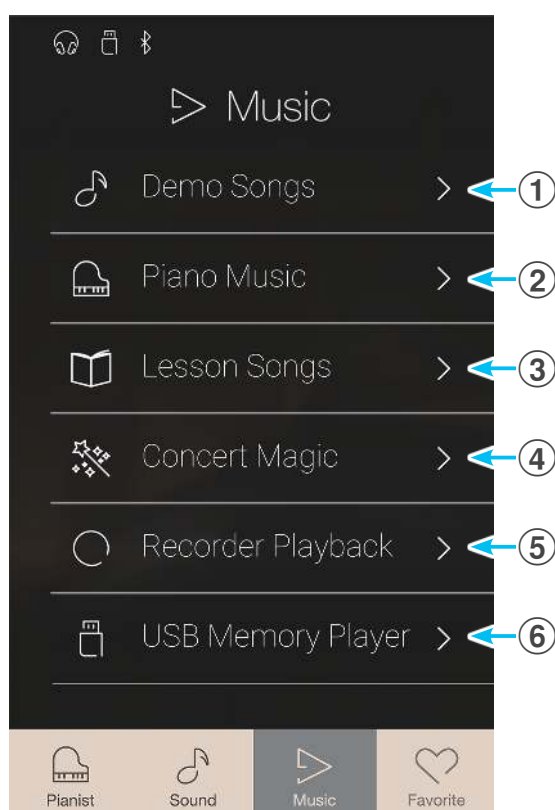 Music
Demo Songs
1
Piano Music
2
Lesson Songs
3
Concert Magic
4
Recorder Playback
5
USB Memory Player
6
Pianist Sound Music Favorite